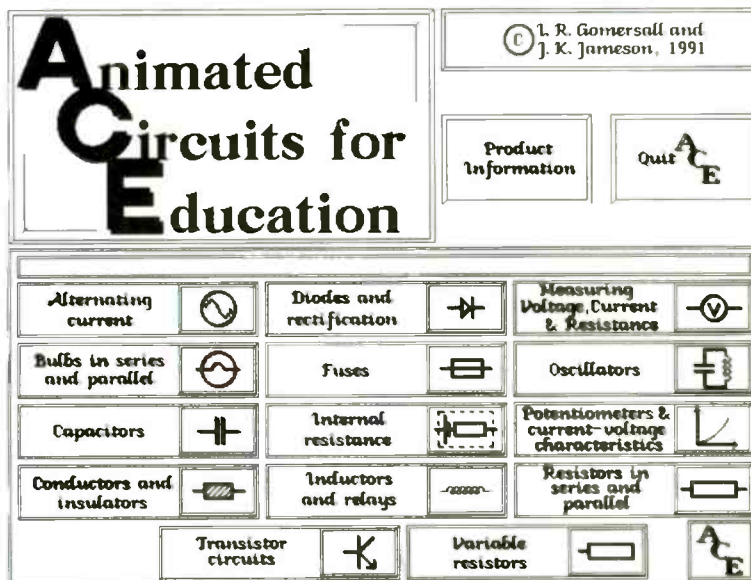 Animated
Circuits for
Education
© I. R. Gomersall and
J. K. Jameson, 1991
Product
Information
Quit ACE
Alternating
current
Diodes and
rectification
Measuring
Voltage, Current
& Resistance
V
Bulbs in series
and parallel
Fuses
Oscillators
Capacitors
Internal
resistance
Potentiometers &
current-voltage
characteristics
Conductors and
insulators
Inductors
and relays
Resistors in
series and
parallel
Transistor
circuits
Variable
resistors
ACE